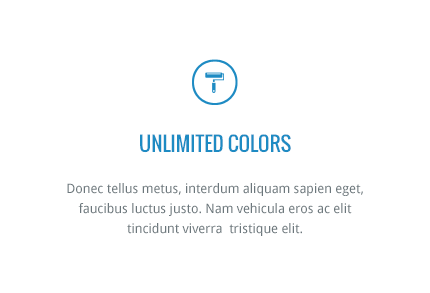 UNLIMITED COLORS
Donec tellus metus, interdum aliquam sapien eget,
faucibus luctus justo. Nam vehicula eros ac elit
tincidunt viverra  tristique elit.